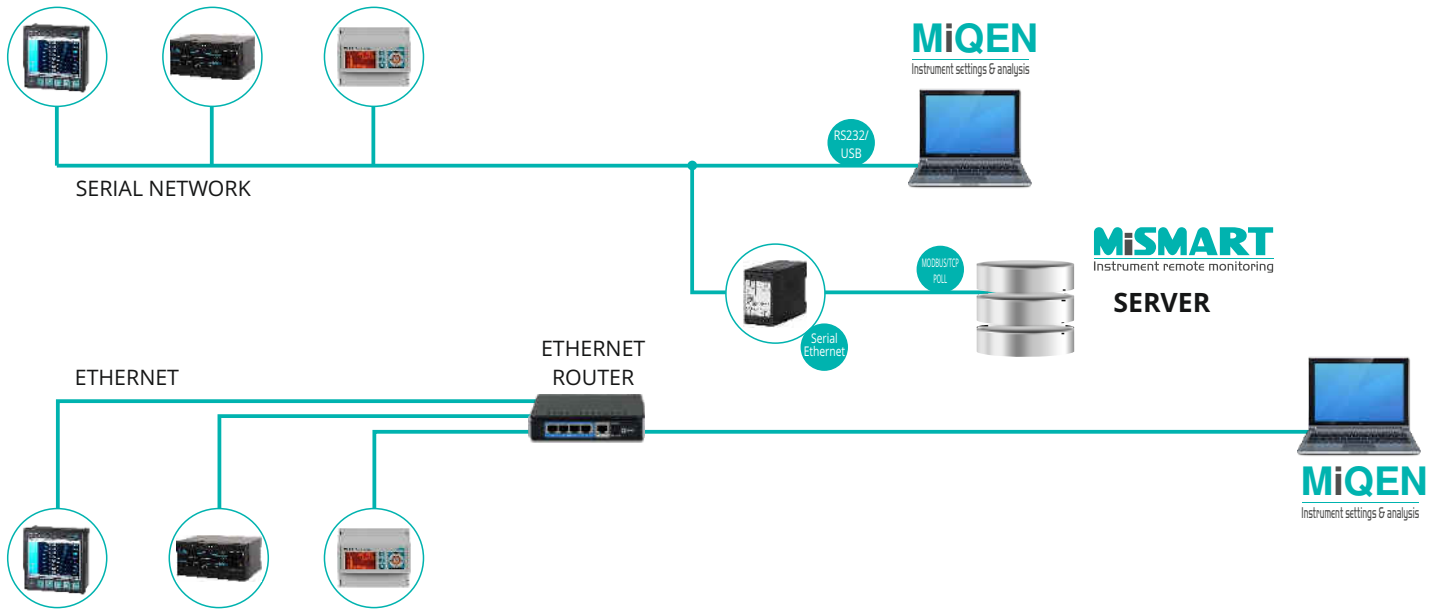 MiQEN
Instrument settings & analysis
RS232/
USB
SERIAL NETWORK
MiSMART
Instrument remote monitoring
SERVER
MODBUS/TCP
POLL
Serial
Ethernet
ETHERNET
ROUTER
ETHERNET
MiQEN
Instrument settings & analysis